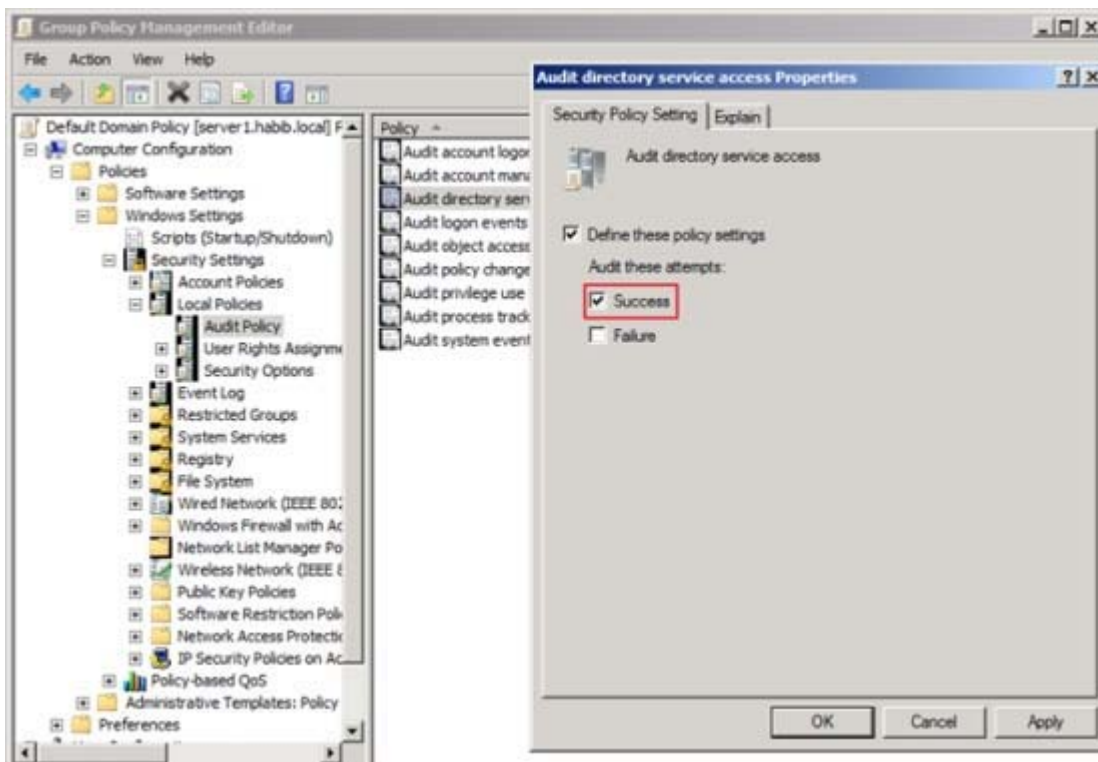 Group Policy Management Editor
File Action View Help
Default Domain Policy [server1.habib.local] P
Computer Configuration
Policies
Software Settings
Windows Settings
Scripts (Startup/Shutdown)
Security Settings
Account Policies
Local Policies
Audit Policy
User Rights Assignme
Security Options
Event Log
Restricted Groups
System Services
Registry
File System
Wired Network (IEEE 802
Windows Firewall with Ad
Network List Manager Po
Wireless Network (IEEE 8
Public Key Policies
Software Restriction Poli
Network Access Protectio
IP Security Policies on Ac
Policy-based QoS
Administrative Templates: Policy
Preferences
Policy
Audit account logon
Audit account mana
Audit directory serv
Audit logon events
Audit object access
Audit policy change
Audit privilege use
Audit process track
Audit system event
Audit directory service access Properties
Security Policy Setting Explain
Audit directory service access
Define these policy settings
Audit these attempts:
Success
Failure
OK Cancel Apply